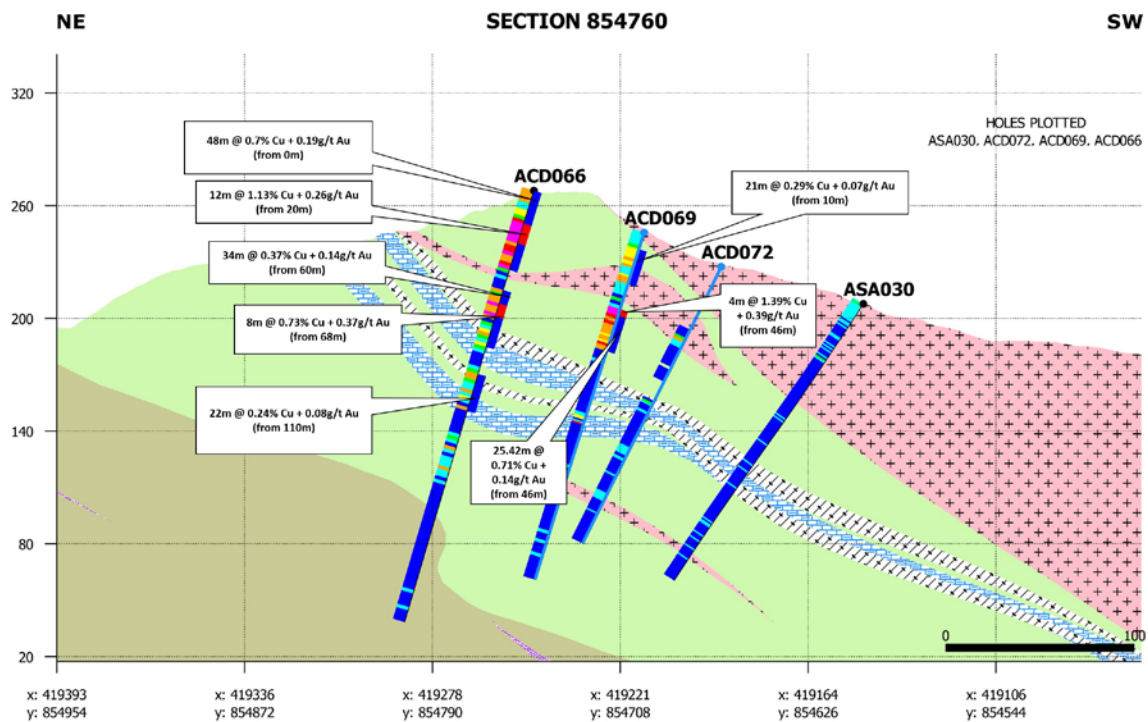 NE
SECTION 854760
SW
320
260
200
140
80
20
HOLES PLOTTED
ASA030, ACD072, ACD069, ACD066
48m @ 0.7% Cu + 0.19g/t Au
(from 0m)
12m @ 1.13% Cu + 0.26g/t Au
(from 20m)
34m @ 0.37% Cu + 0.14g/t Au
(from 60m)
8m @ 0.73% Cu + 0.37g/t Au
(from 68m)
22m @ 0.24% Cu + 0.08g/t Au
(from 110m)
ACD066
ACD069
ACD072
ASA030
21m @ 0.29% Cu + 0.07g/t Au
(from 10m)
4m @ 1.39% Cu
+ 0.39g/t Au
(from 46m)
25.42m @
0.71% Cu +
0.14g/t Au
(from 46m)
0
100
x: 419393
y: 854954
x: 419336
y: 854872
x: 419278
y: 854790
x: 419221
y: 854708
x: 419164
y: 854626
x: 419106
y: 854544